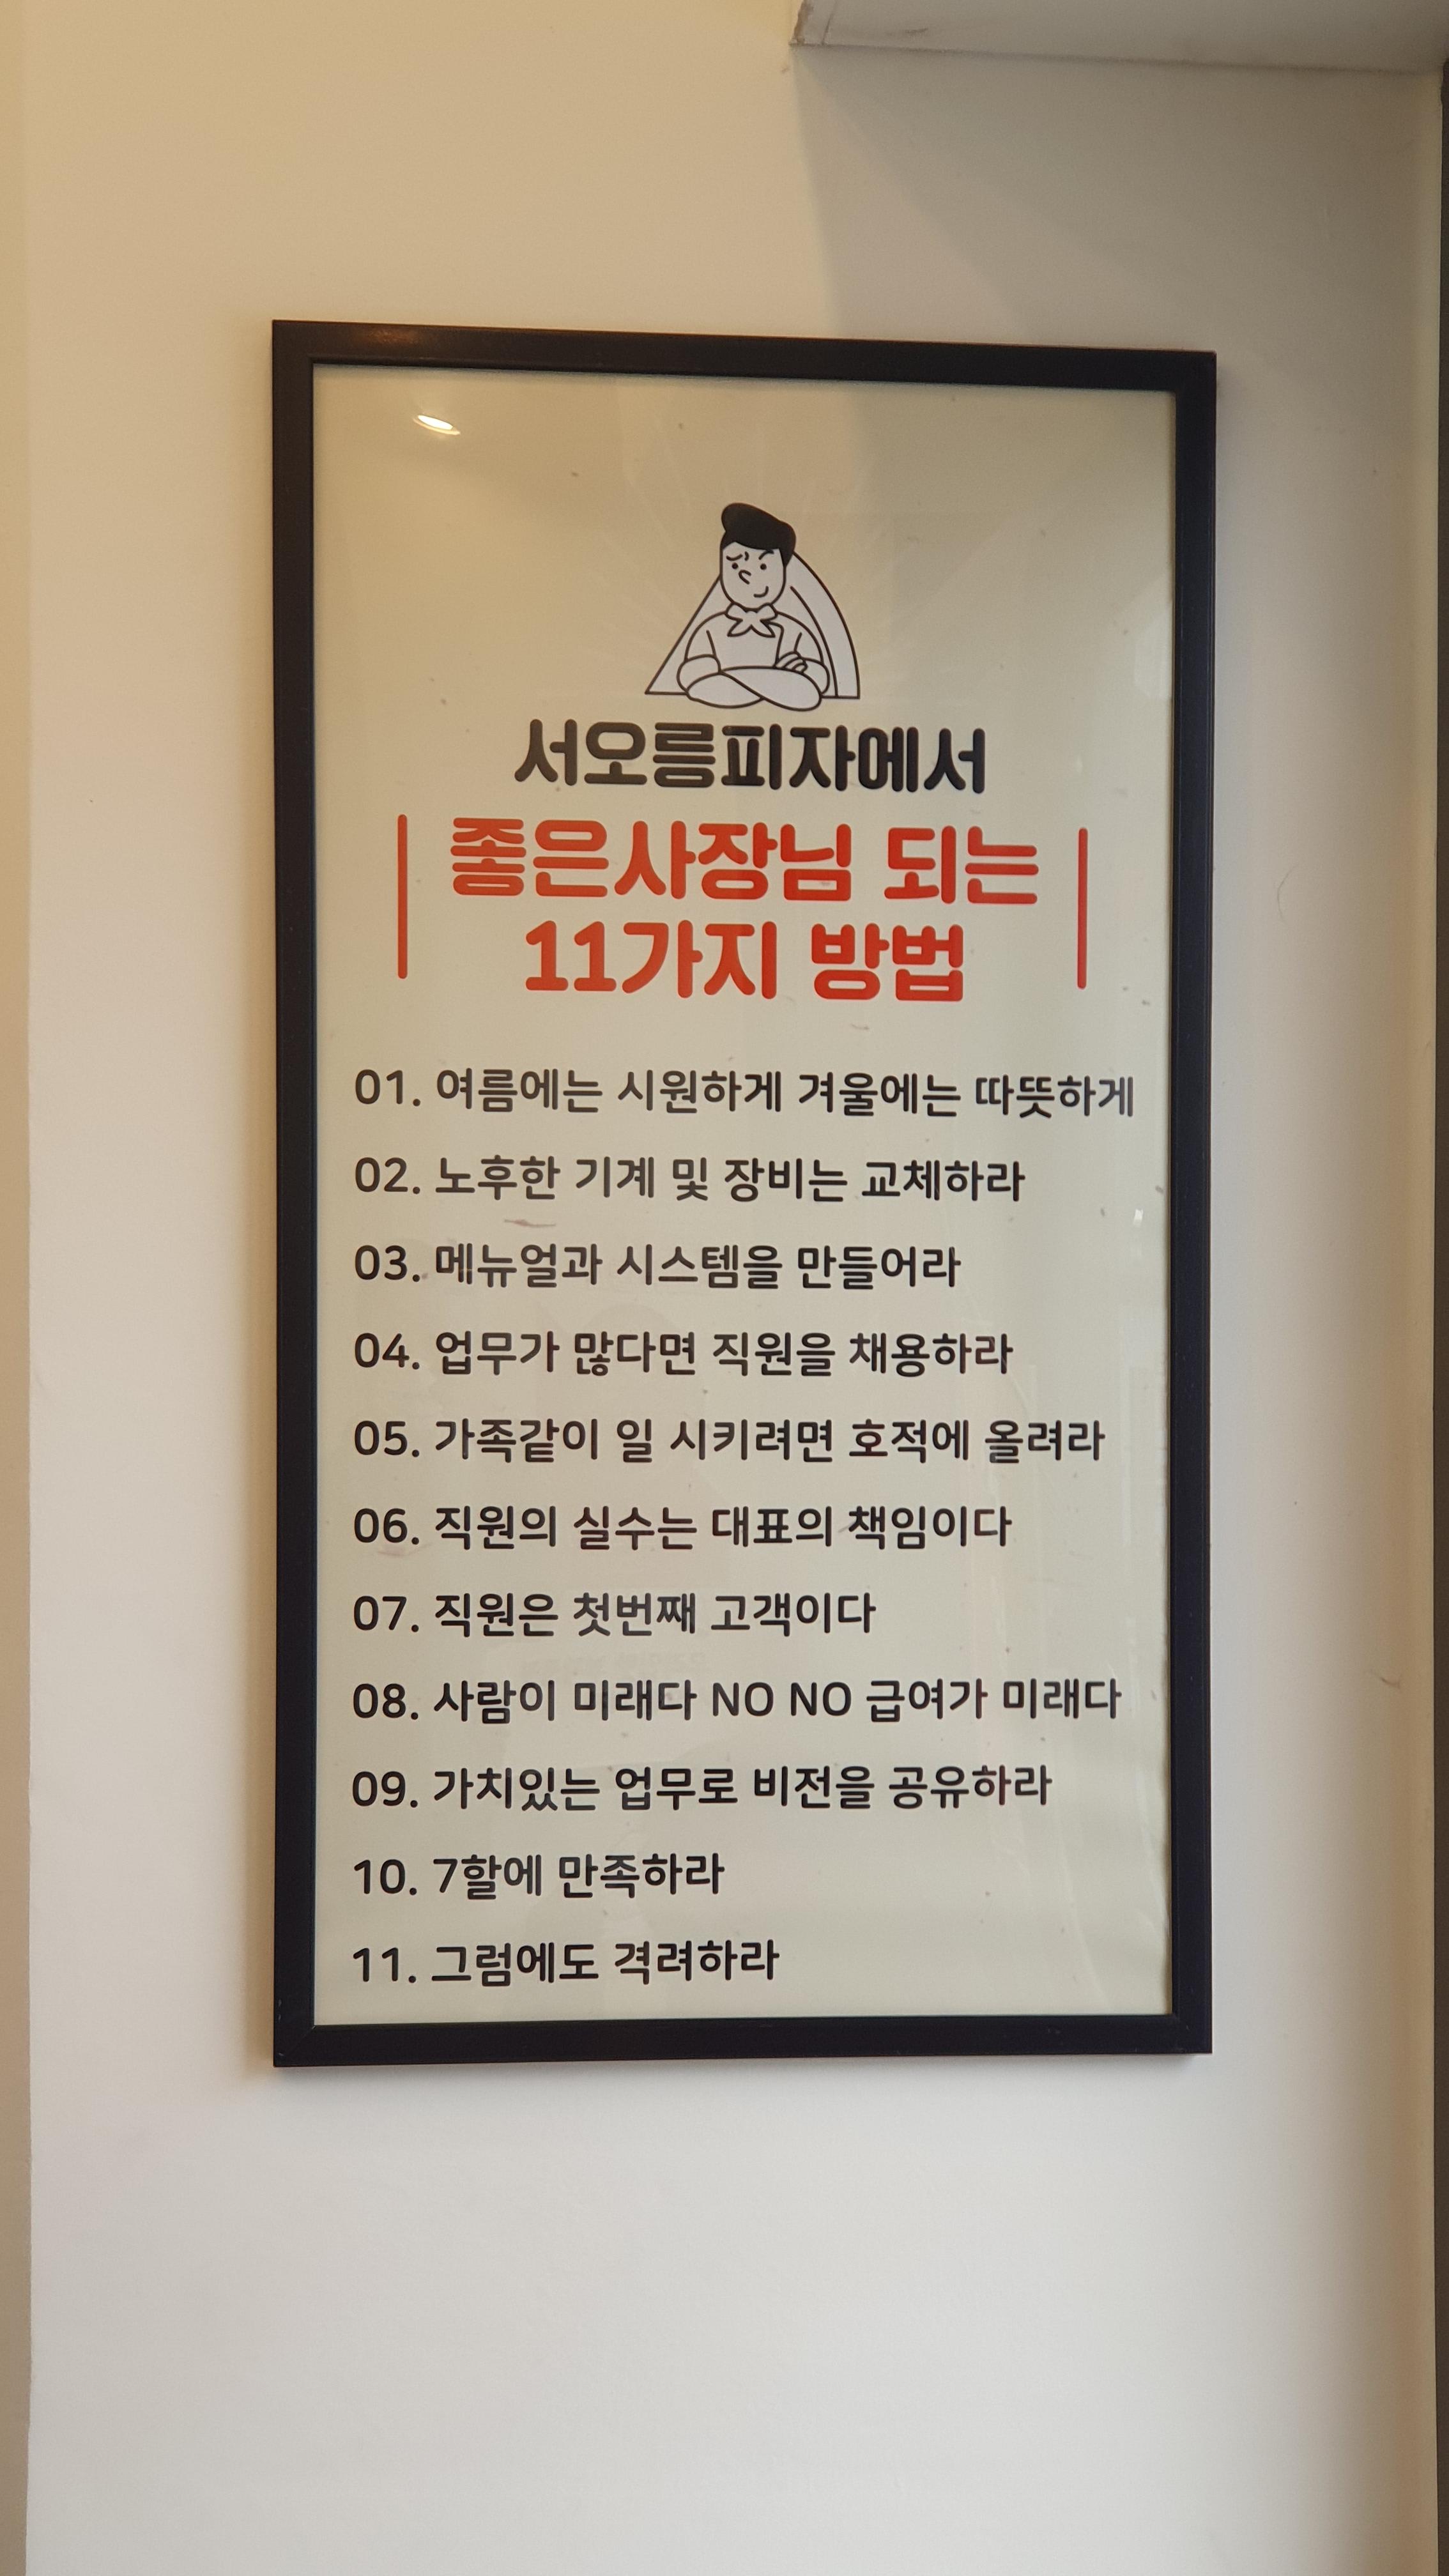 서오릉피자에서
좋은사장님 되는
11가지 방법
01. 여름에는 시원하게 겨울에는 따뜻하게
02. 노후한 기계 및 장비는 교체하라
03. 메뉴얼과 시스템을 만들어라
04. 업무가 많다면 직원을 채용하라
05. 가족같이 일 시키려면 호적에 올려라
06. 직원의 실수는 대표의 책임이다
07. 직원은 첫번째 고객이다
08. 사람이 미래다 NO NO 급여가 미래다
09. 가치있는 업무로 비전을 공유하라
10. 7할에 만족하라
11. 그럼에도 격려하라